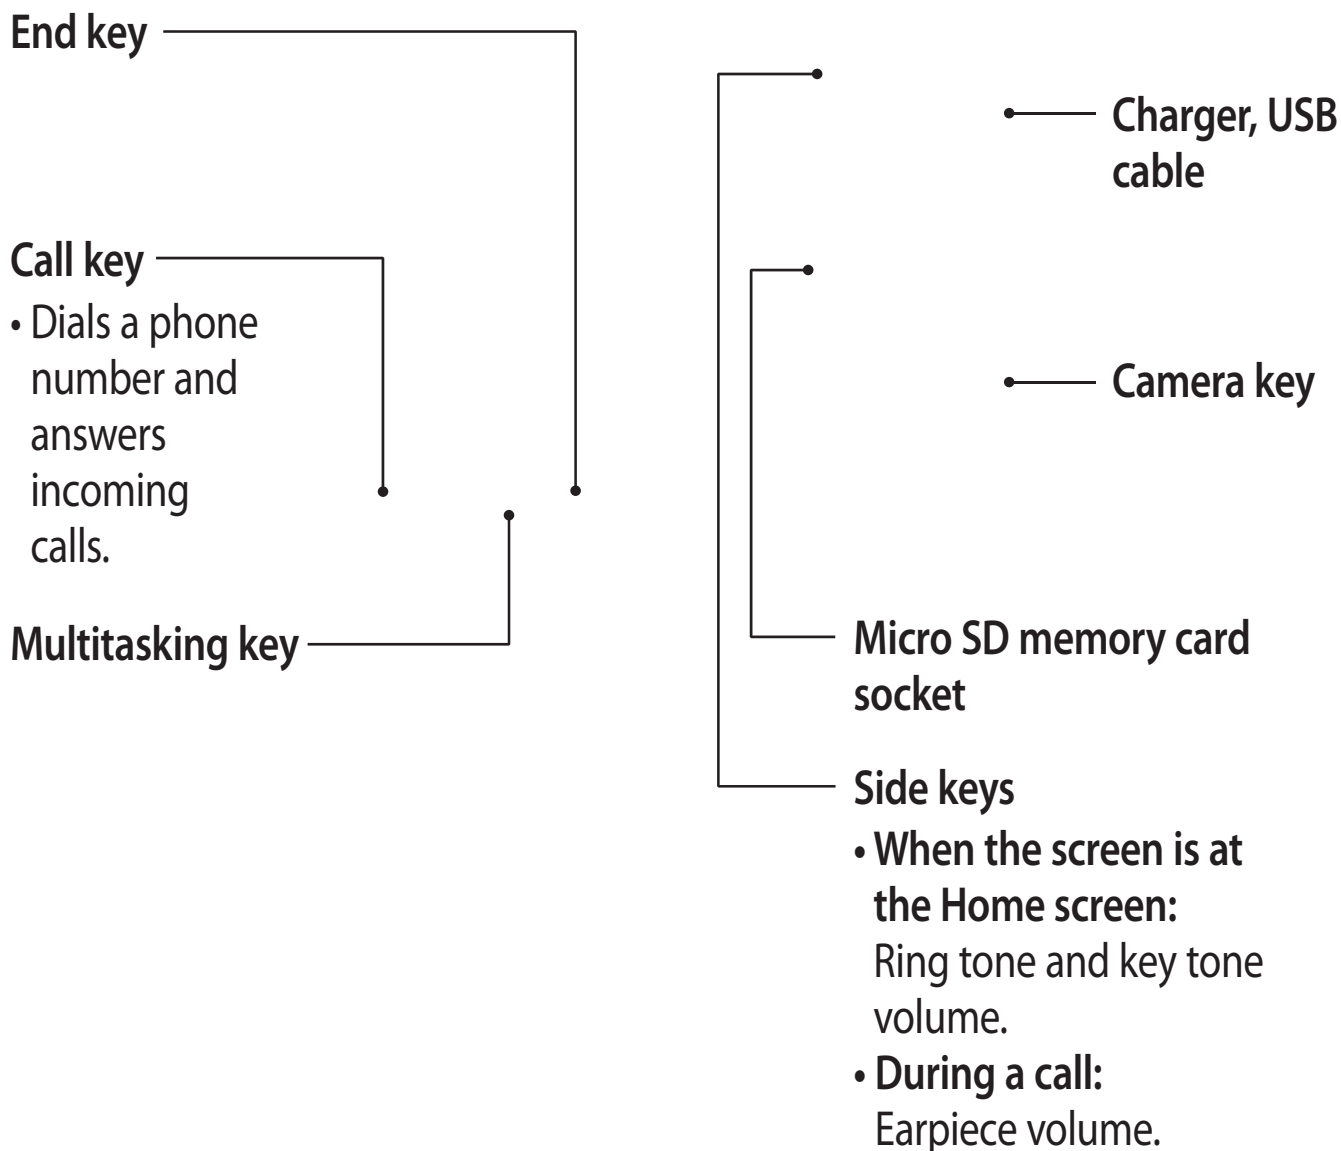 End key
Call key
• Dials a phone
number and
answers
incoming
calls.
Multitasking key
Charger, USB
cable
Camera key
Micro SD memory card
socket
Side keys
• When the screen is at
the Home screen:
Ring tone and key tone
volume.
• During a call:
Earpiece volume.